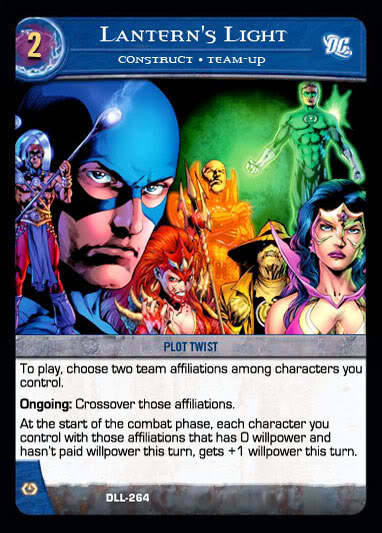 2
LANTERN'S LIGHT
CONSTRUCT • TEAM-UP
DC
PLOT TWIST
To play, choose two team affiliations among characters you
control.
Ongoing: Crossover those affiliations.
At the start of the combat phase, each character you
control with those affiliations that has 0 willpower and
hasn't paid willpower this turn, gets +1 willpower this turn.
DLL-264